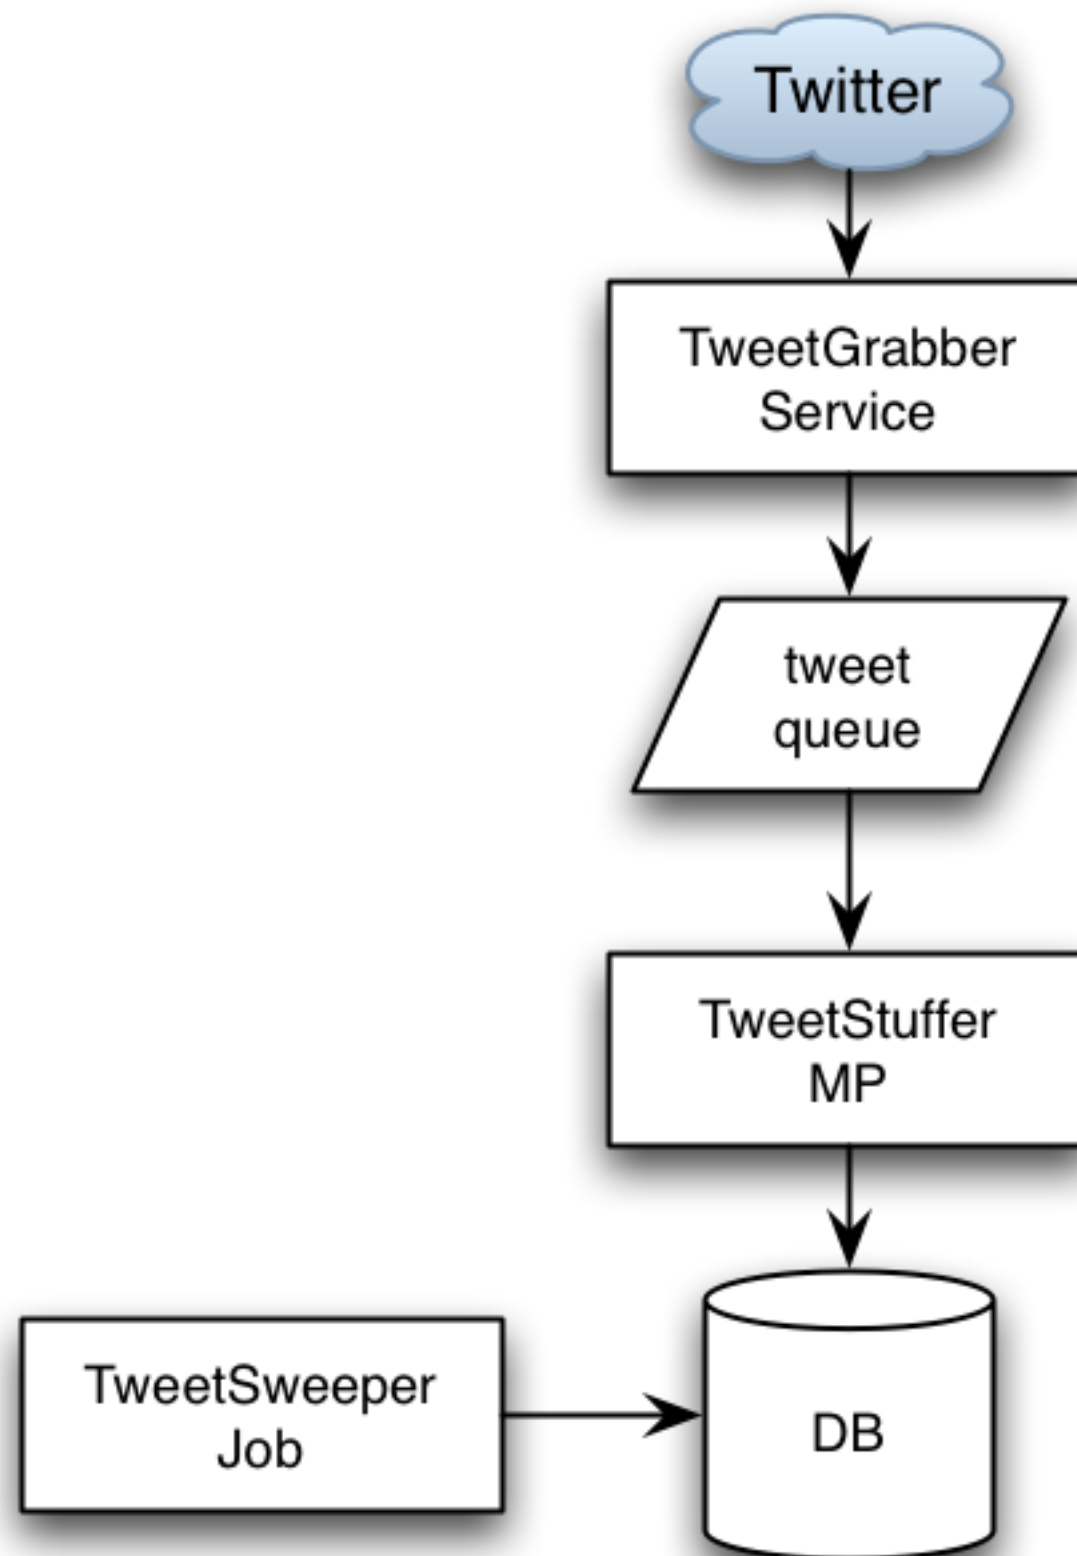 Twitter
TweetGrabber
Service
tweet
queue
TweetStuffer
MP
TweetSweeper
Job
DB